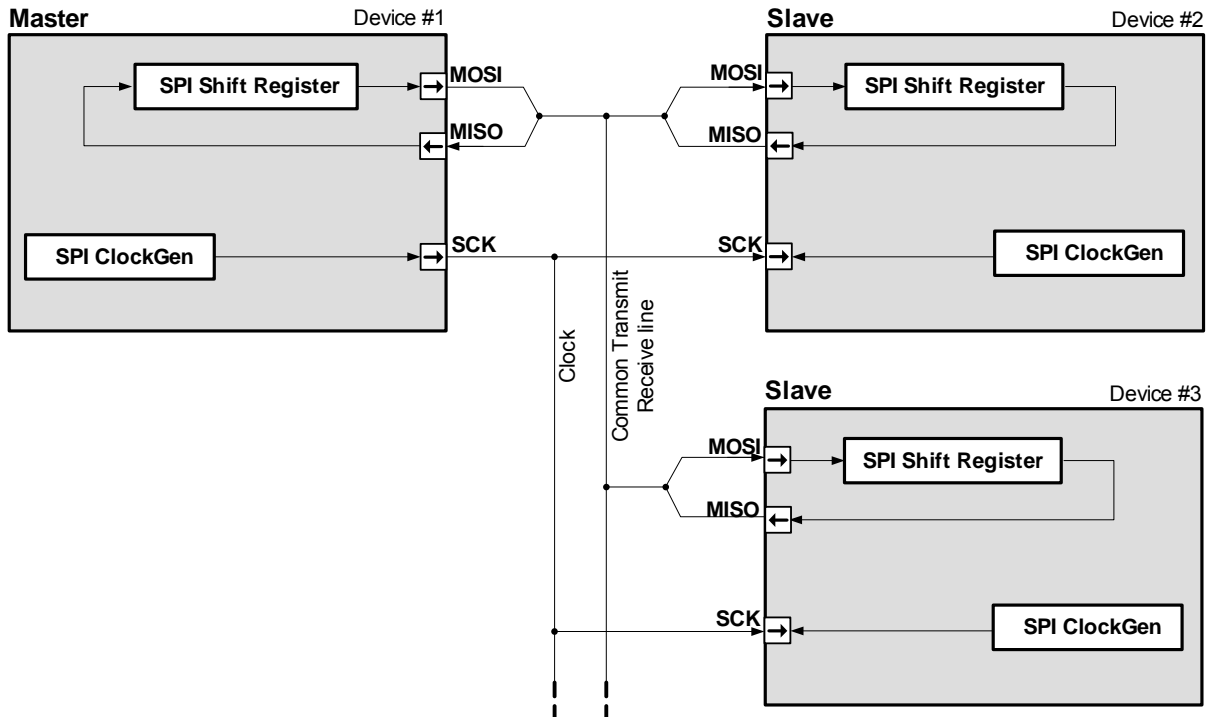 Master
Device #1
SPI Shift Register
MOSI
MISO
SPI ClockGen
SCK
Slave
Device #2
MOSI
SPI Shift Register
MISO
SCK
SPI ClockGen
Clock
Common Transmit
Receive line
Slave
Device #3
MOSI
SPI Shift Register
MISO
SCK
SPI ClockGen